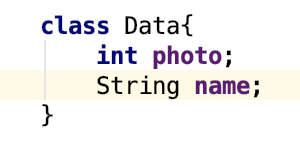 class Data{
    int photo;
    String name;
}